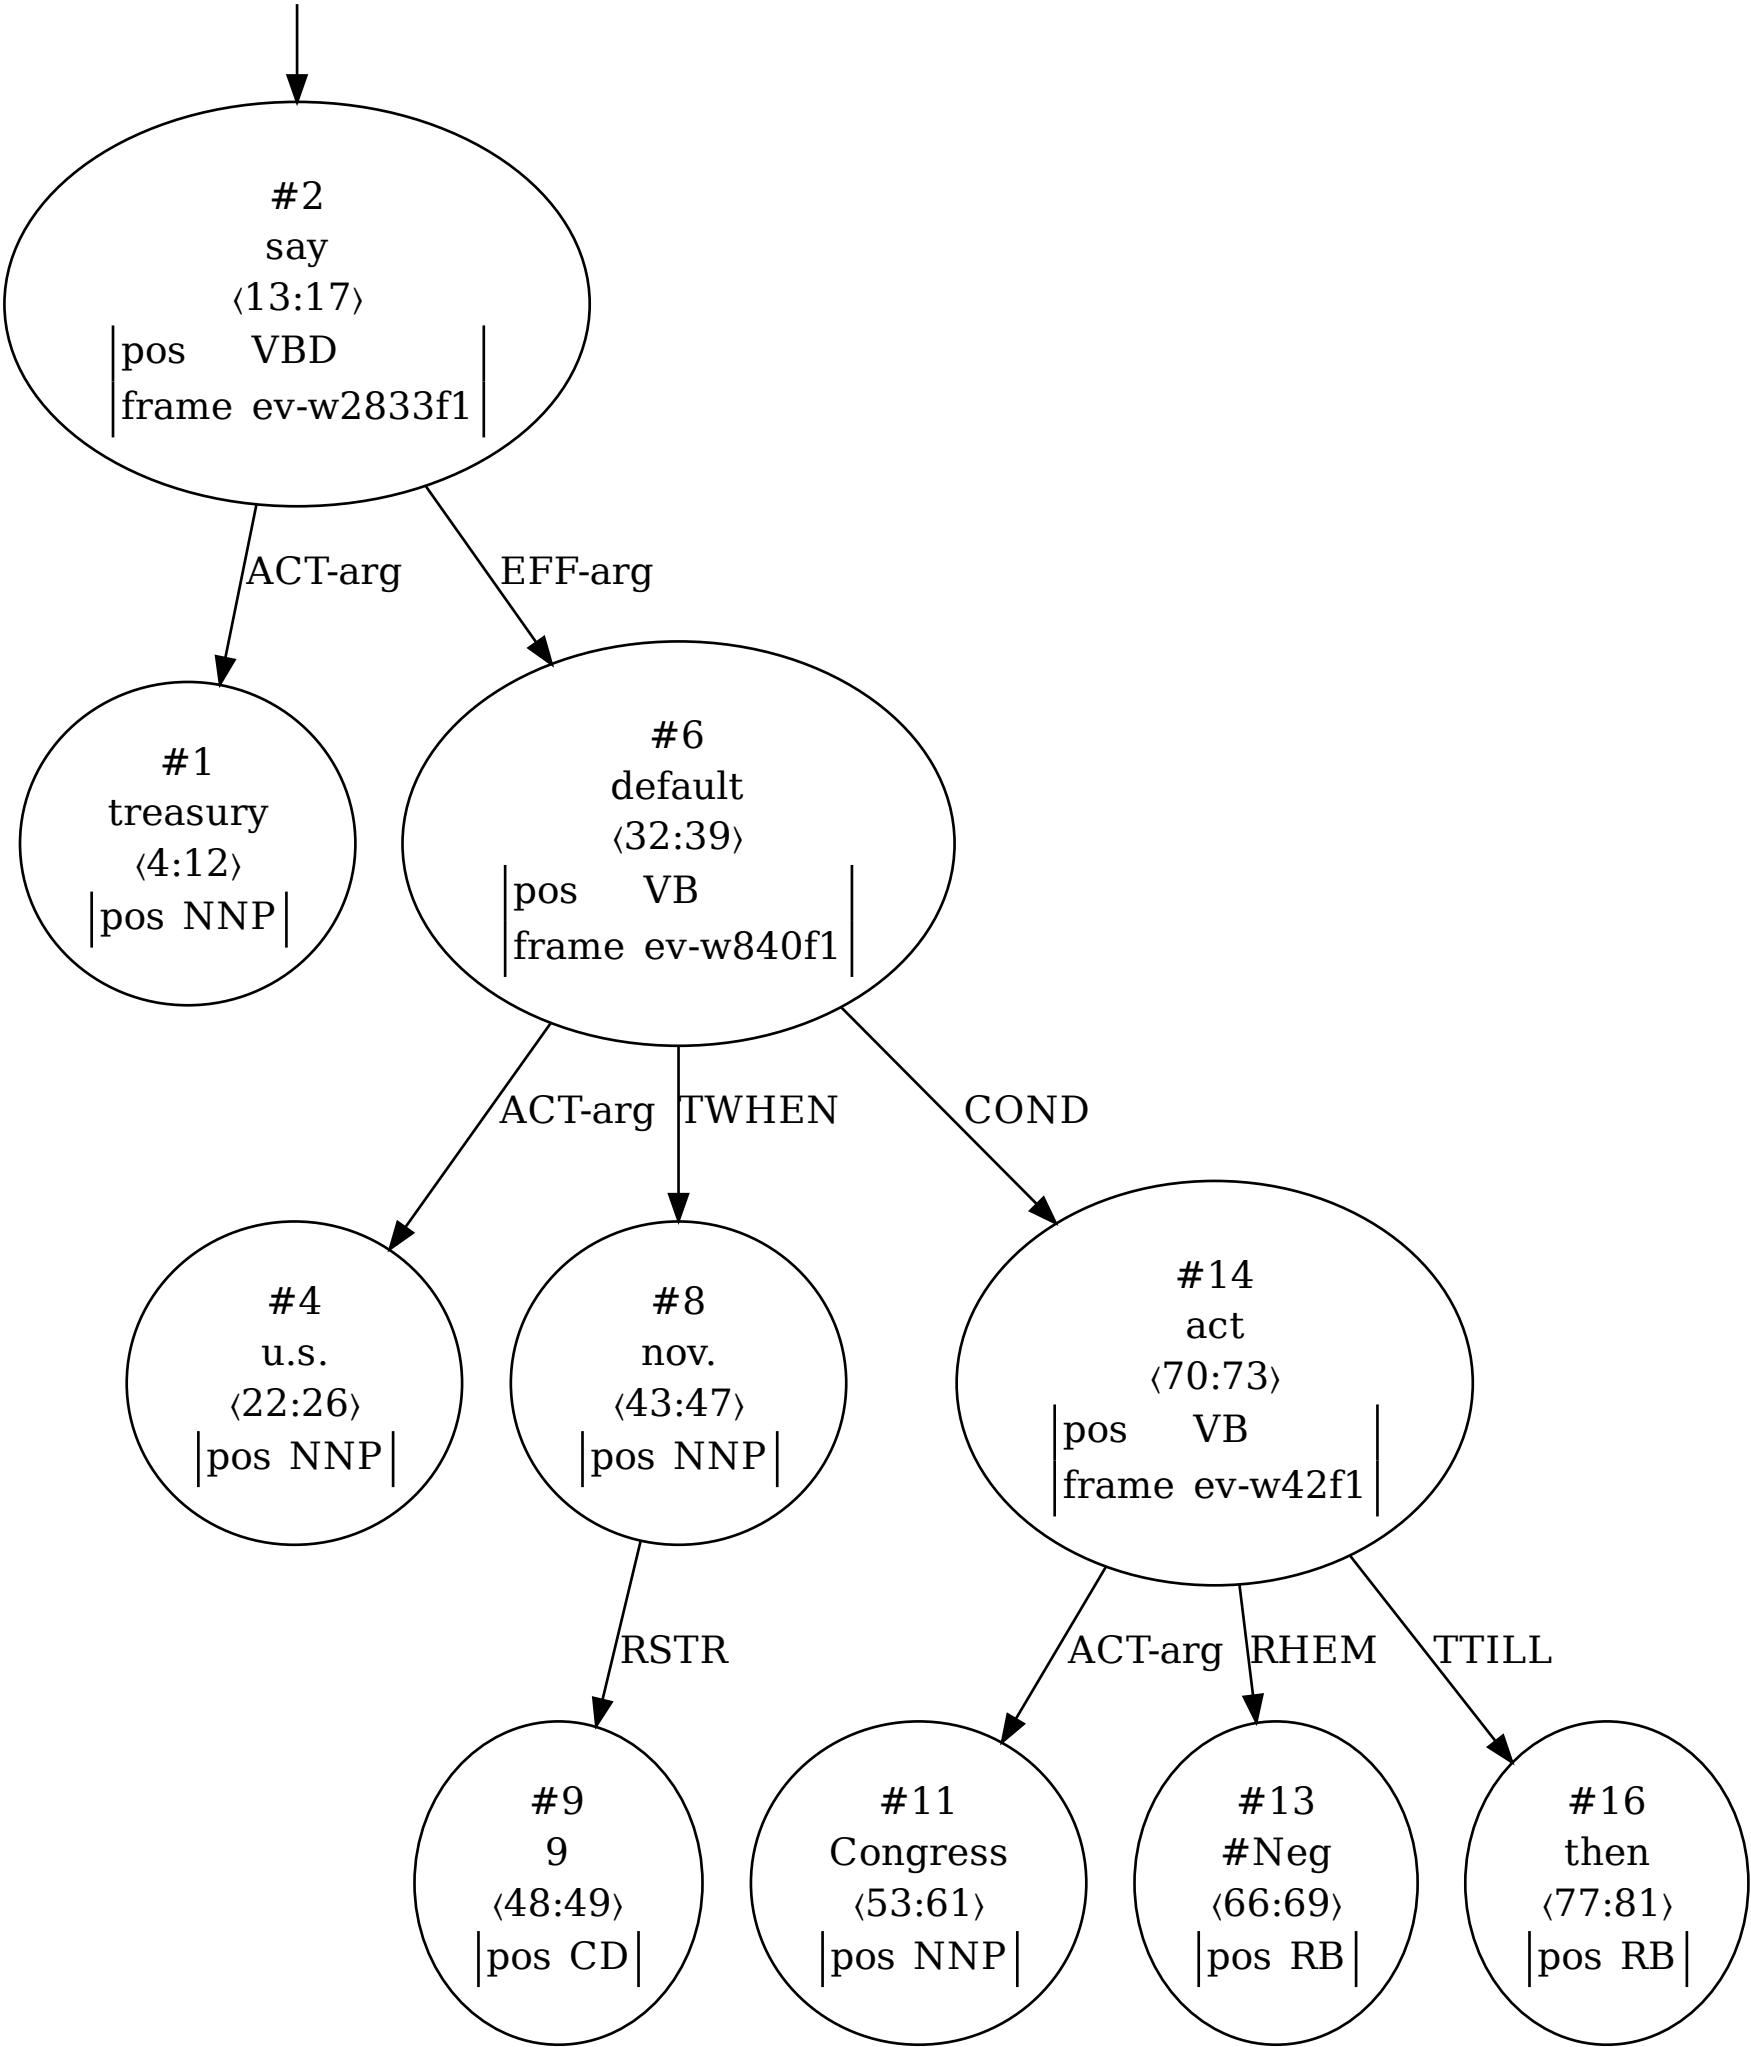 #2
say
⟨13:17⟩
pos VBD
frame ev-w2833f1
ACT-arg
EFF-arg
#1
treasury
⟨4:12⟩
pos NNP
#6
default
⟨32:39⟩
pos VB
frame ev-w840f1
ACT-arg
TWHEN
COND
#4
u.s.
⟨22:26⟩
pos NNP
#8
nov.
⟨43:47⟩
pos NNP
#14
act
⟨70:73⟩
pos VB
frame ev-w42f1
RSTR
ACT-arg
RHEM
TTILL
#9
9
⟨48:49⟩
pos CD
#11
Congress
⟨53:61⟩
pos NNP
#13
#Neg
⟨66:69⟩
pos RB
#16
then
⟨77:81⟩
pos RB